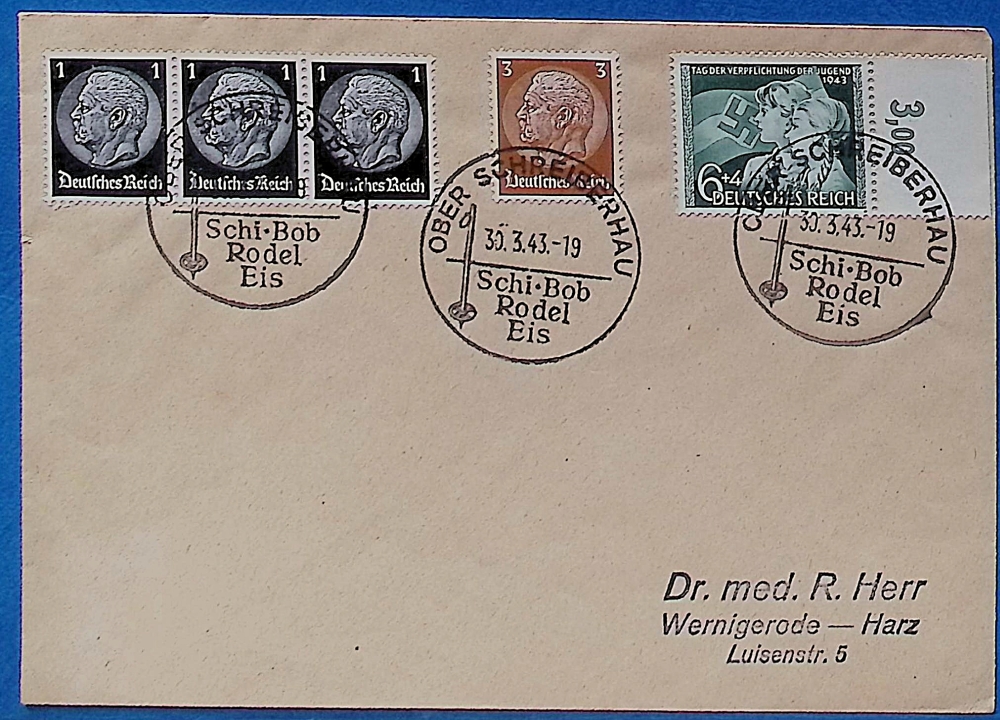 1 1
Deutsches Reich
1 1
Deutsches Reich
1 1
Deutsches Reich
3 3
Deutsches Reich
TAG DER VERPFLICHTUNG DER JUGEND
1943
6+4
DEUTSCHES REICH
3,00
Schi·Bob
Rodel
Eis
OBER SCHREIBERHAU
30.3.43.-19
Schi·Bob
Rodel
Eis
OBER SCHREIBERHAU
30.3.43.-19
Schi·Bob
Rodel
Eis
Dr. med. R. Herr
Wernigerode — Harz
Luisenstr. 5